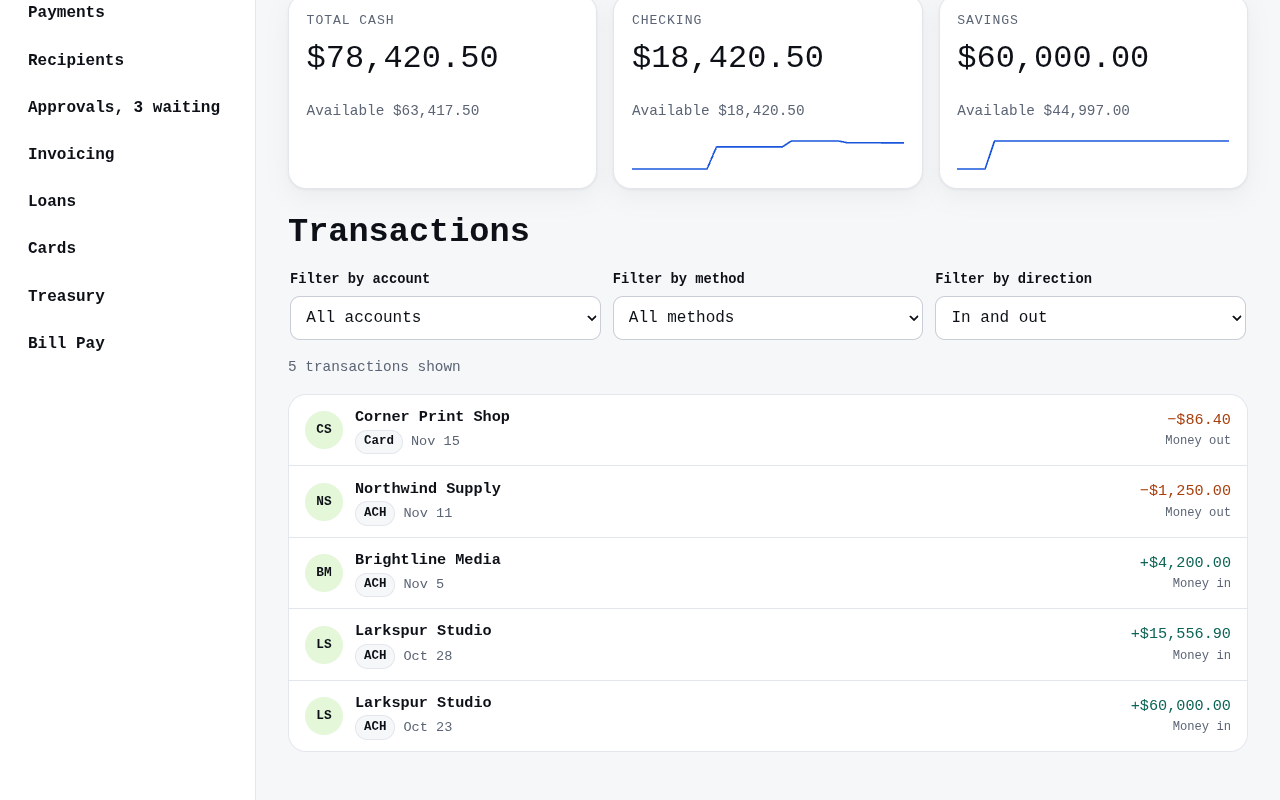 Payments
Recipients
Approvals, 3 waiting
Invoicing
Loans
Cards
Treasury
Bill Pay
TOTAL CASH
$78,420.50
Available $63,417.50
CHECKING
$18,420.50
Available $18,420.50
SAVINGS
$60,000.00
Available $44,997.00
Transactions
Filter by account
All accounts
Filter by method
All methods
Filter by direction
In and out
5 transactions shown
CS
Corner Print Shop
Card Nov 15
−$86.40
Money out
NS
Northwind Supply
ACH Nov 11
−$1,250.00
Money out
BM
Brightline Media
ACH Nov 5
+$4,200.00
Money in
LS
Larkspur Studio
ACH Oct 28
+$15,556.90
Money in
LS
Larkspur Studio
ACH Oct 23
+$60,000.00
Money in